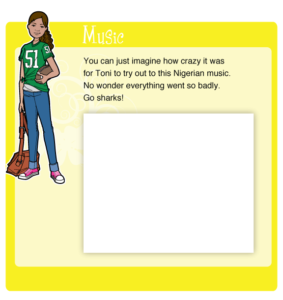 Music
You can just imagine how crazy it was
for Toni to try out to this Nigerian music.
No wonder everything went so badly.
Go sharks!
51